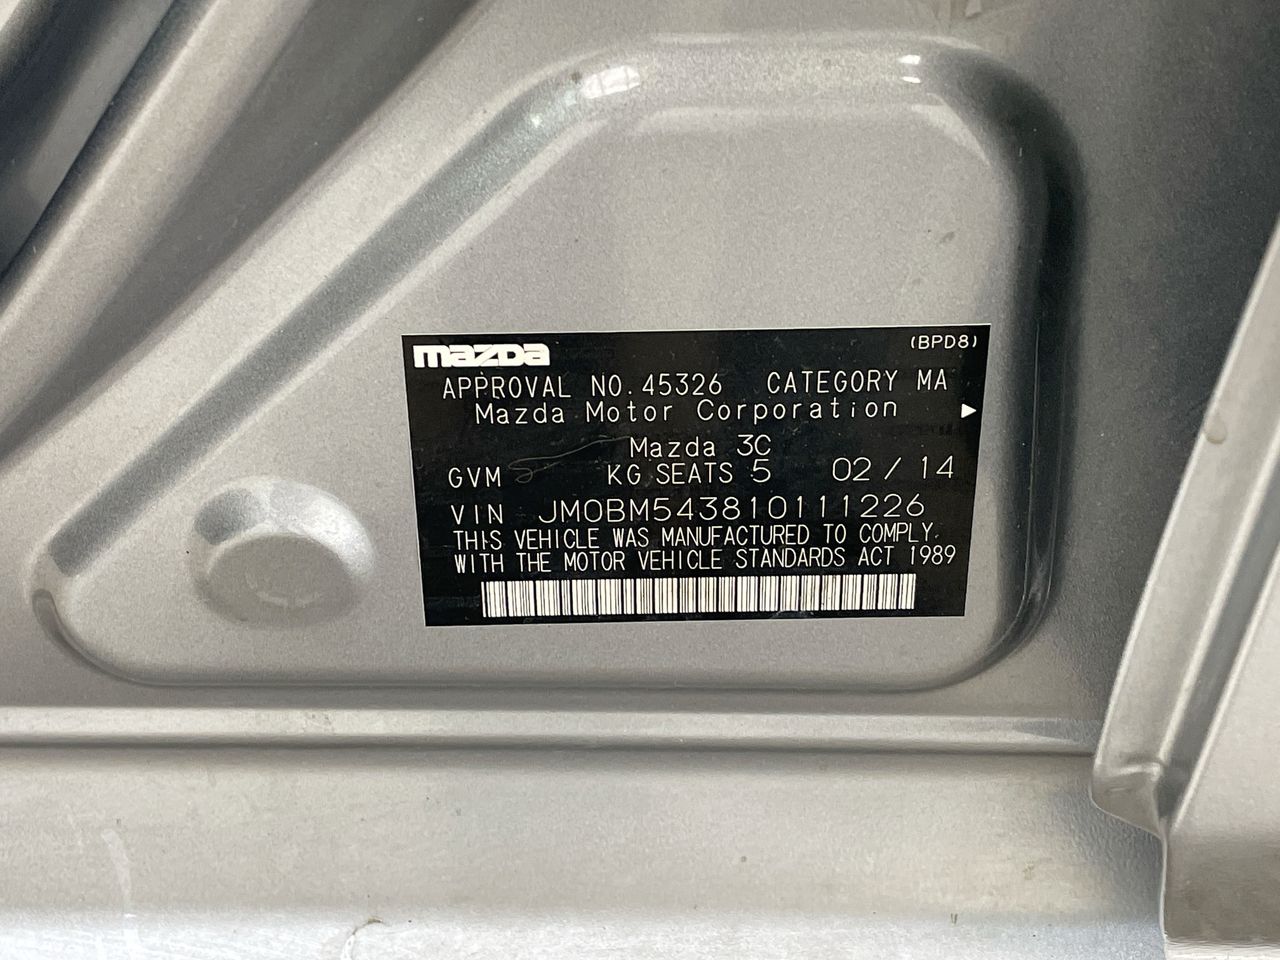 mazda (BPD8)
APPROVAL NO. 45326 CATEGORY MA
Mazda Motor Corporation
Mazda 3C
GVM KG SEATS 5 02 / 14
VIN JM0BM543810111226
THIS VEHICLE WAS MANUFACTURED TO COMPLY
WITH THE MOTOR VEHICLE STANDARDS ACT 1989